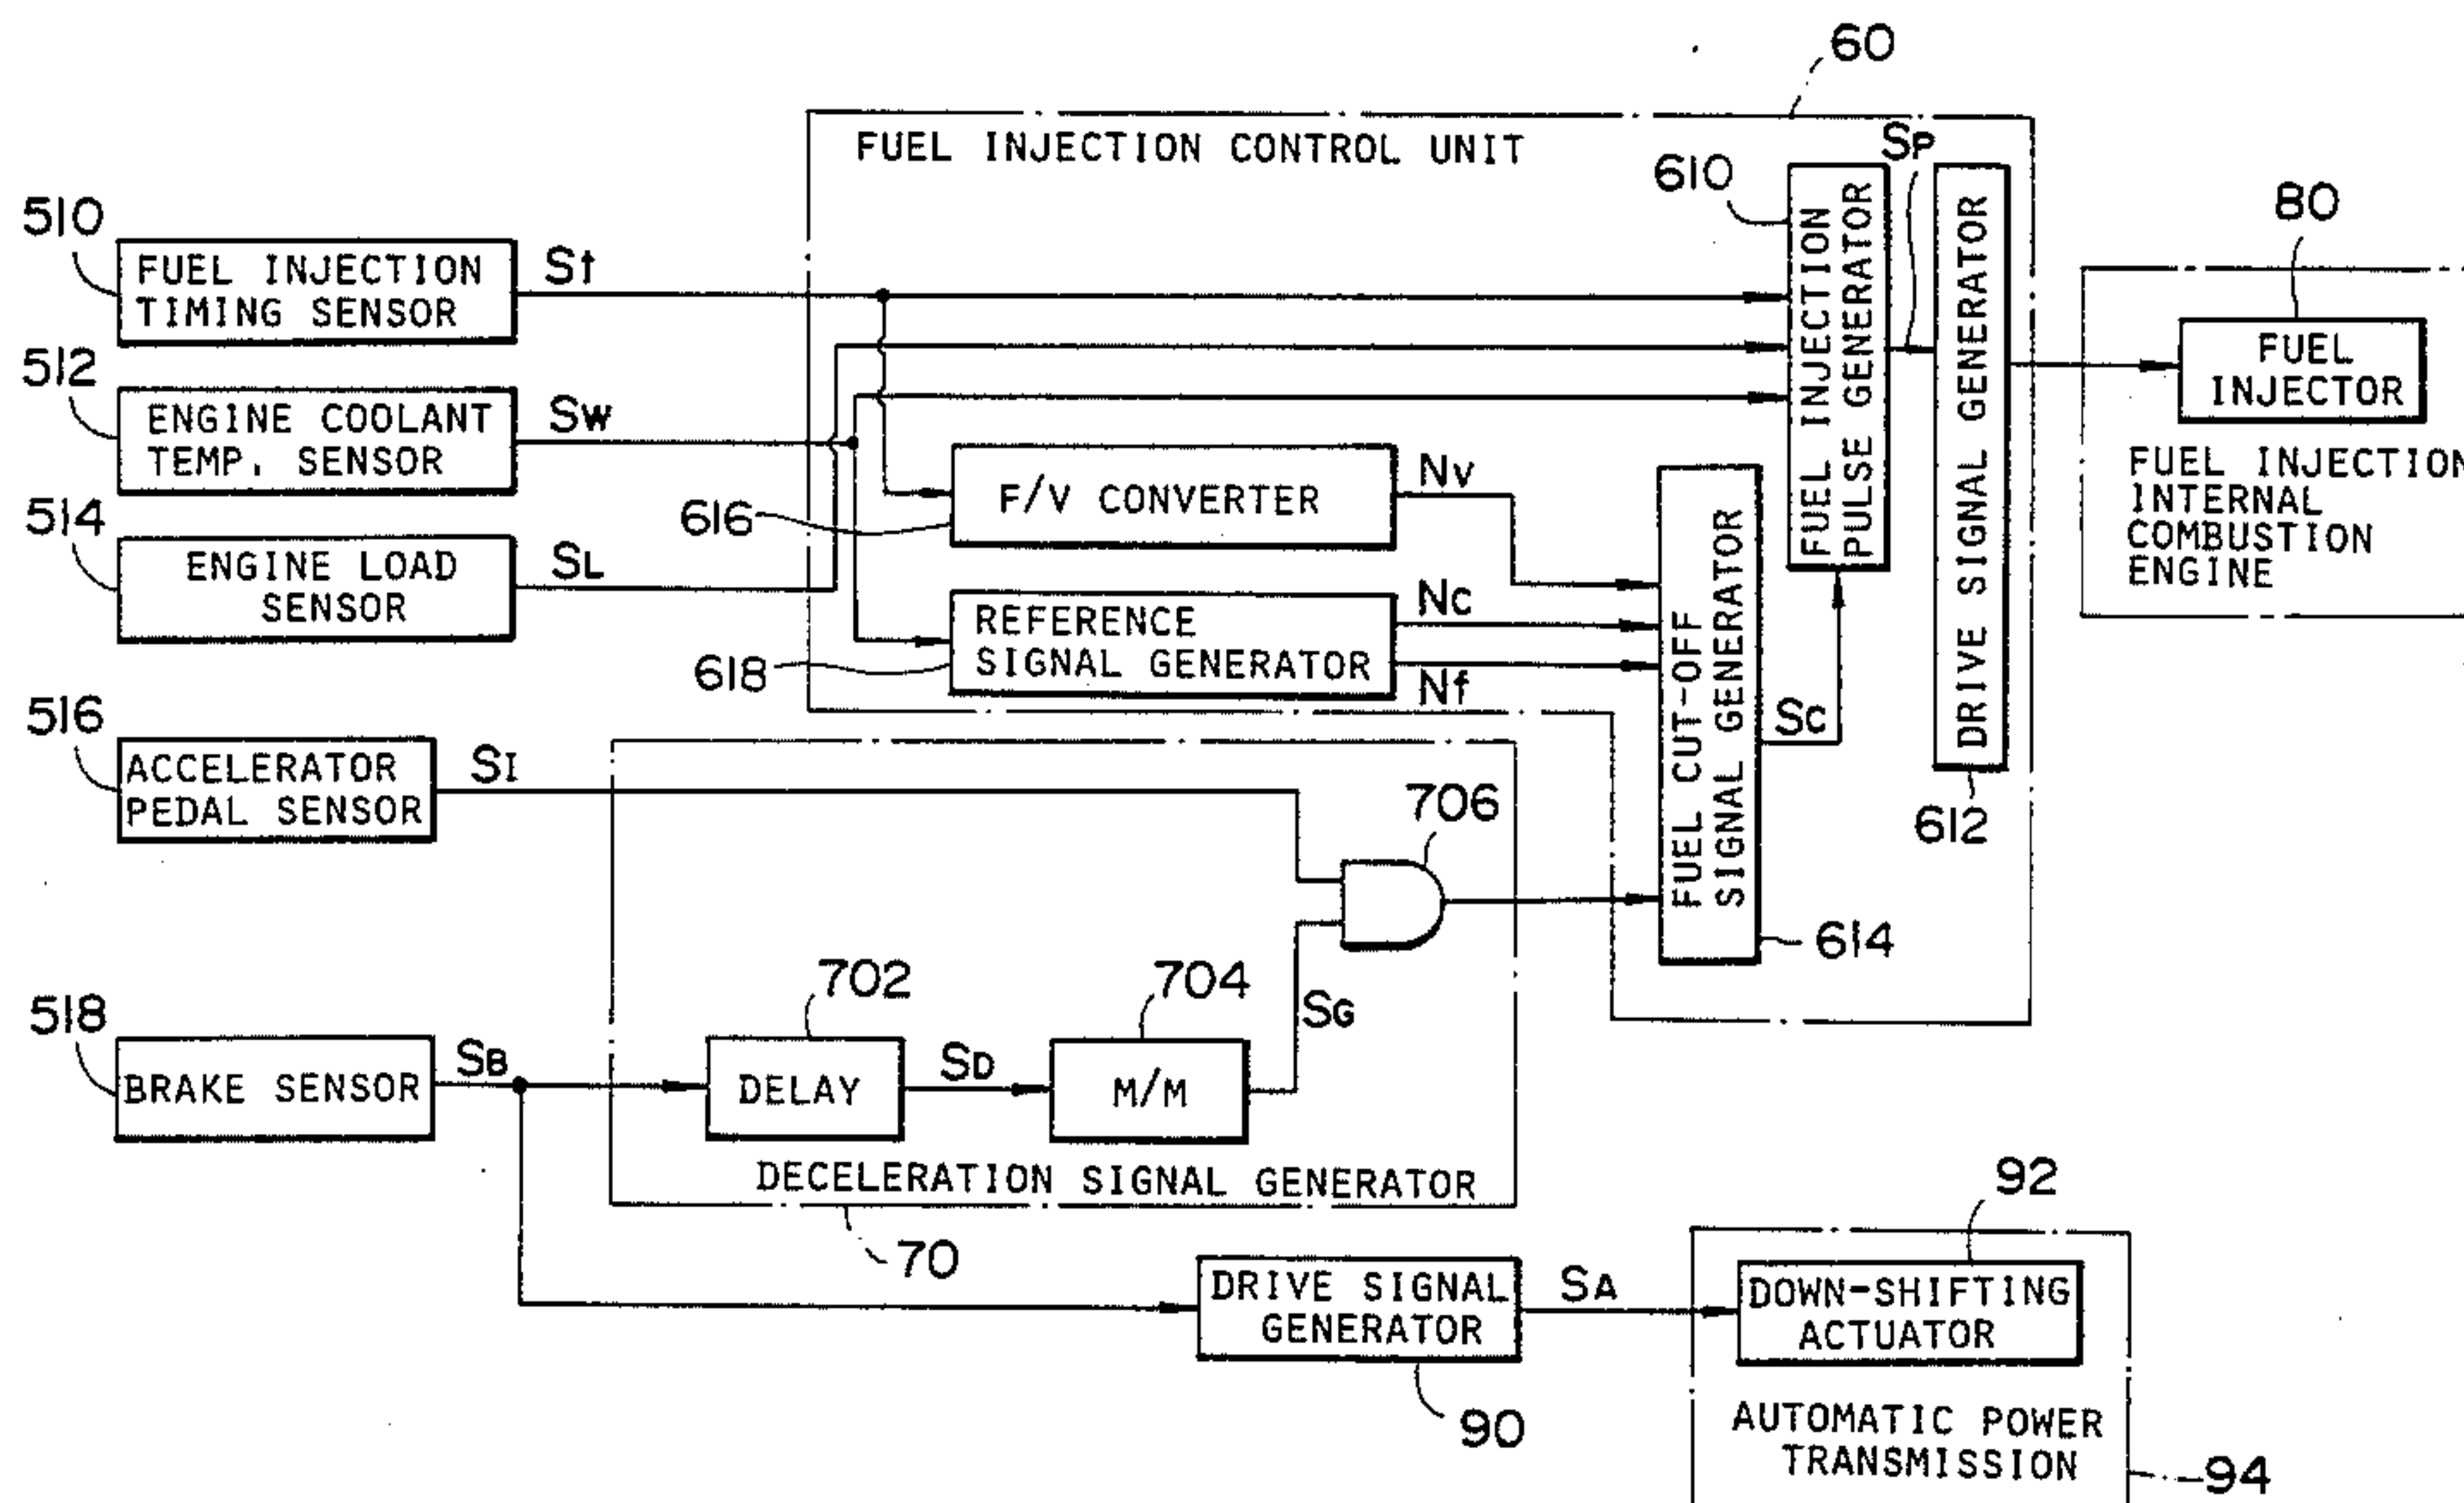 60
FUEL INJECTION CONTROL UNIT
SP
610
FUEL INJECTION
PULSE GENERATOR
DRIVE SIGNAL GENERATOR
612
80
FUEL
INJECTOR
FUEL INJECTION
INTERNAL
COMBUSTION
ENGINE
510
FUEL INJECTION
TIMING SENSOR
St
512
ENGINE COOLANT
TEMP. SENSOR
SW
514
ENGINE LOAD
SENSOR
SL
616
F/V CONVERTER
NV
618
REFERENCE
SIGNAL GENERATOR
NC
Nf
FUEL CUT-OFF
SIGNAL GENERATOR
SC
614
516
ACCELERATOR
PEDAL SENSOR
SI
706
518
BRAKE SENSOR
SB
702
DELAY
SD
704
M/M
SG
DECELERATION SIGNAL GENERATOR
70
DRIVE SIGNAL
GENERATOR
90
SA
92
DOWN-SHIFTING
ACTUATOR
AUTOMATIC POWER
TRANSMISSION
94